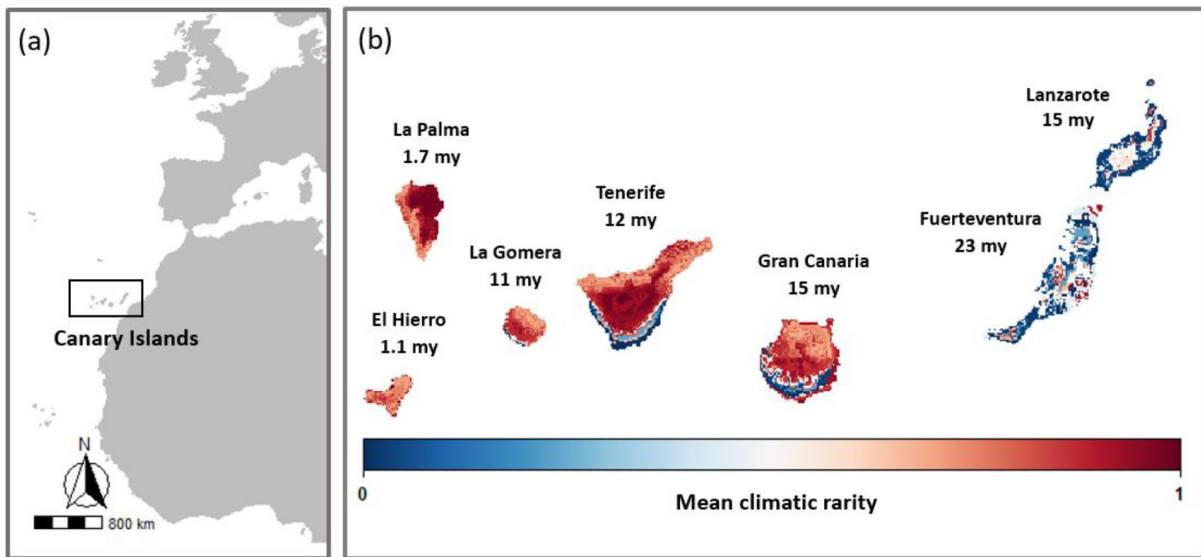 (a)
Canary Islands
N
800 km
(b)
La Palma
1.7 my
La Gomera
11 my
El Hierro
1.1 my
Tenerife
12 my
Gran Canaria
15 my
Lanzarote
15 my
Fuerteventura
23 my
0
Mean climatic rarity
1